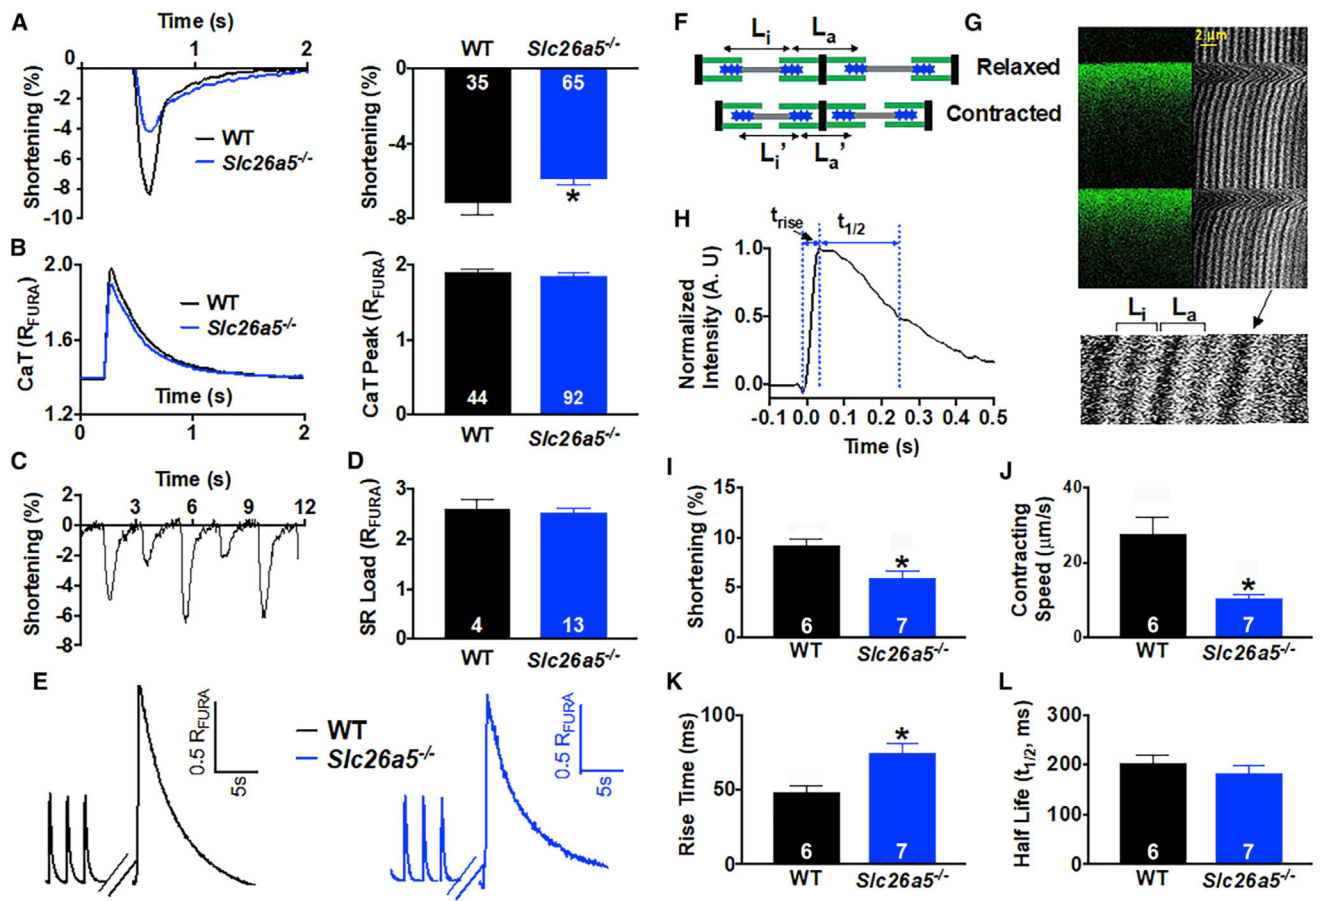 A
Time (s)
0 1 2
0
-2
-4
-6
-8
-10
Shortening (%)
WT
Slc26a5-/-
WT Slc26a5-/-
0
-4
-8
Shortening (%)
35 65
*
B
2.0
1.6
1.2
CaT (RFURA)
WT
Slc26a5-/-
Time (s)
0 1 2
2
1
0
CaT Peak (RFURA)
44 92
WT Slc26a5-/-
C
Time (s)
3 6 9 12
2
0
-2
-4
-6
-8
Shortening (%)
D
3
2
1
0
SR Load (RFURA)
4 13
WT Slc26a5-/-
E
0.5 RFURA
5s
WT
Slc26a5-/-
0.5 RFURA
5s
F
Li La
Relaxed
Contracted
Li’ La’
G
2 μm
Li La
H
trise t1/2
1.0
0.5
0.0
Normalized
Intensity (A. U)
-0.1 0.0 0.1 0.2 0.3 0.4 0.5
Time (s)
I
15
10
5
0
Shortening (%)
*
6 7
WT Slc26a5-/-
J
40
20
0
Contracting
Speed (μm/s)
*
6 7
WT Slc26a5-/-
K
100
50
0
Rise Time (ms)
*
6 7
WT Slc26a5-/-
L
300
200
100
0
Half Life (t1/2, ms)
6 7
WT Slc26a5-/-